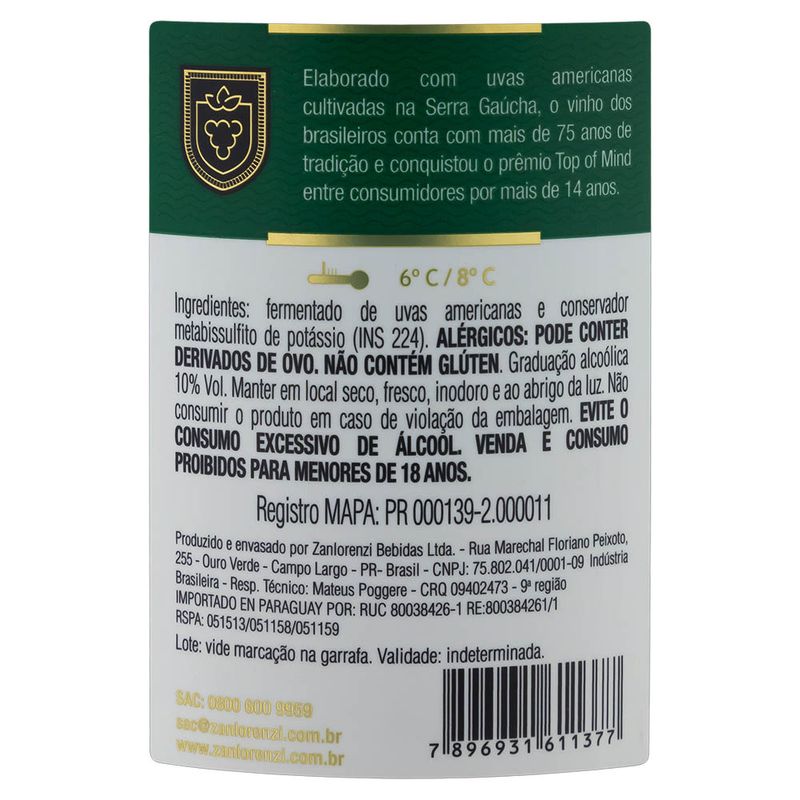 Elaborado com uvas americanas
cultivadas na Serra Gaúcha, o vinho dos
brasileiros conta com mais de 75 anos de
tradição e conquistou o prêmio Top of Mind
entre consumidores por mais de 14 anos.
6º C / 8º C
Ingredientes: fermentado de uvas americanas e conservador
metabissulfito de potássio (INS 224). ALÉRGICOS: PODE CONTER
DERIVADOS DE OVO. NÃO CONTÉM GLÚTEN. Graduação alcoólica
10% Vol. Manter em local seco, fresco, inodoro e ao abrigo da luz. Não
consumir o produto em caso de violação da embalagem. EVITE O
CONSUMO EXCESSIVO DE ÁLCOOL. VENDA E CONSUMO
PROIBIDOS PARA MENORES DE 18 ANOS.
Registro MAPA: PR 000139-2.000011
Produzido e envasado por Zanlorenzi Bebidas Ltda. - Rua Marechal Floriano Peixoto,
255 - Ouro Verde - Campo Largo - PR- Brasil - CNPJ: 75.802.041/0001-09 Indústria
Brasileira - Resp. Técnico: Mateus Poggere - CRQ 09402473 - 9ª região
IMPORTADO EN PARAGUAY POR: RUC 80038426-1 RE:800384261/1
RSPA: 051513/051158/051159
Lote: vide marcação na garrafa. Validade: indeterminada.
SAC: 0800 600 9959
sac@zanlorenzi.com.br
www.zanlorenzi.com.br
7 896931 611377